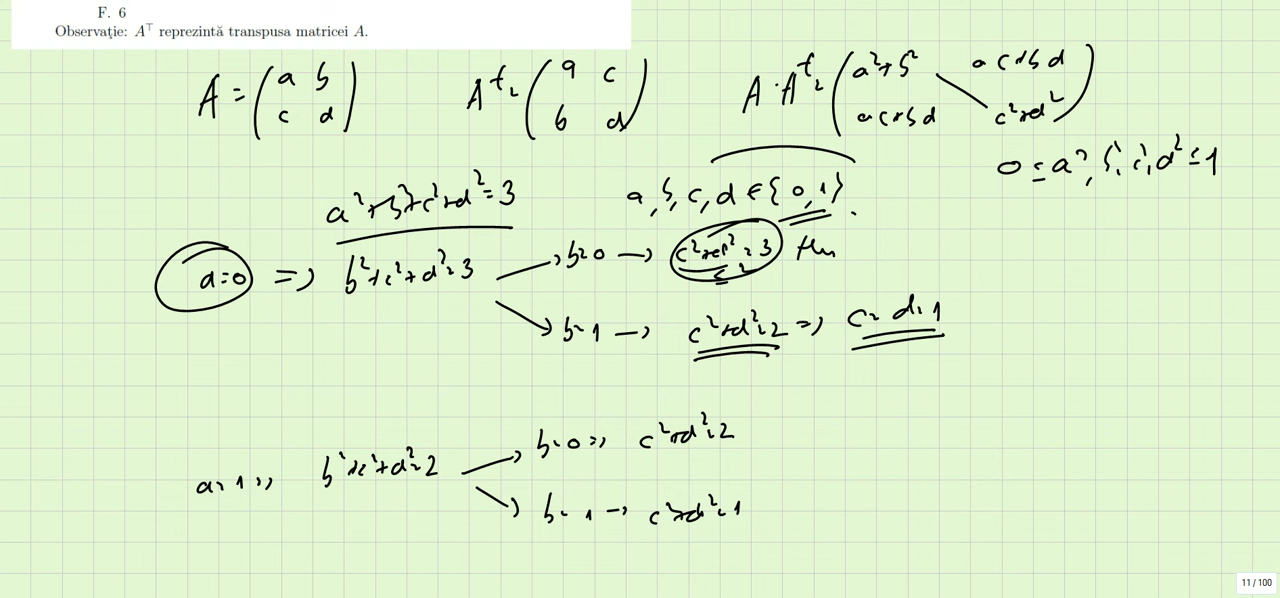 F. 6
Observaţie: A⊤ reprezintă transpusa matricei A.
A = (a b
c d)
A^t = (a c
b d)
A · A^t = (a²+b² ac+bd
ac+bd c²+d²)
0 ≤ a², b², c², d² ≤ 1
a²+b²+c²+d² = 3
a, b, c, d ∈ {0, 1}.
a = 0 => b²+c²+d² = 3
b = 0 → c²+d² = 3
≤ 2
b = 1 → c²+d² = 2 => c = d = 1
a = 1 => b²+c²+d² = 2
b = 0 => c²+d² = 2
b = 1 → c²+d² = 1
11 / 100